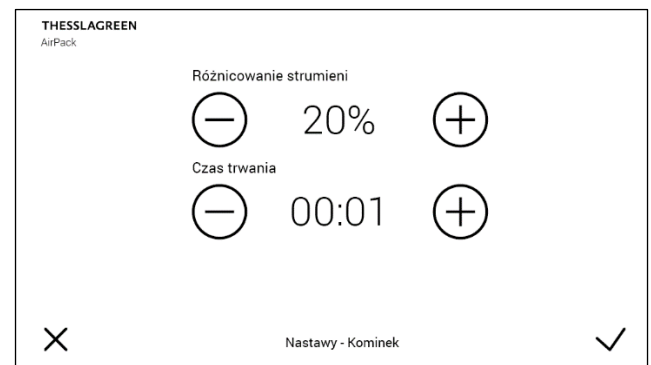 THESSLAGREEN
AirPack
Różnicowanie strumieni
20%
Czas trwania
00:01
Nastawy - Kominek